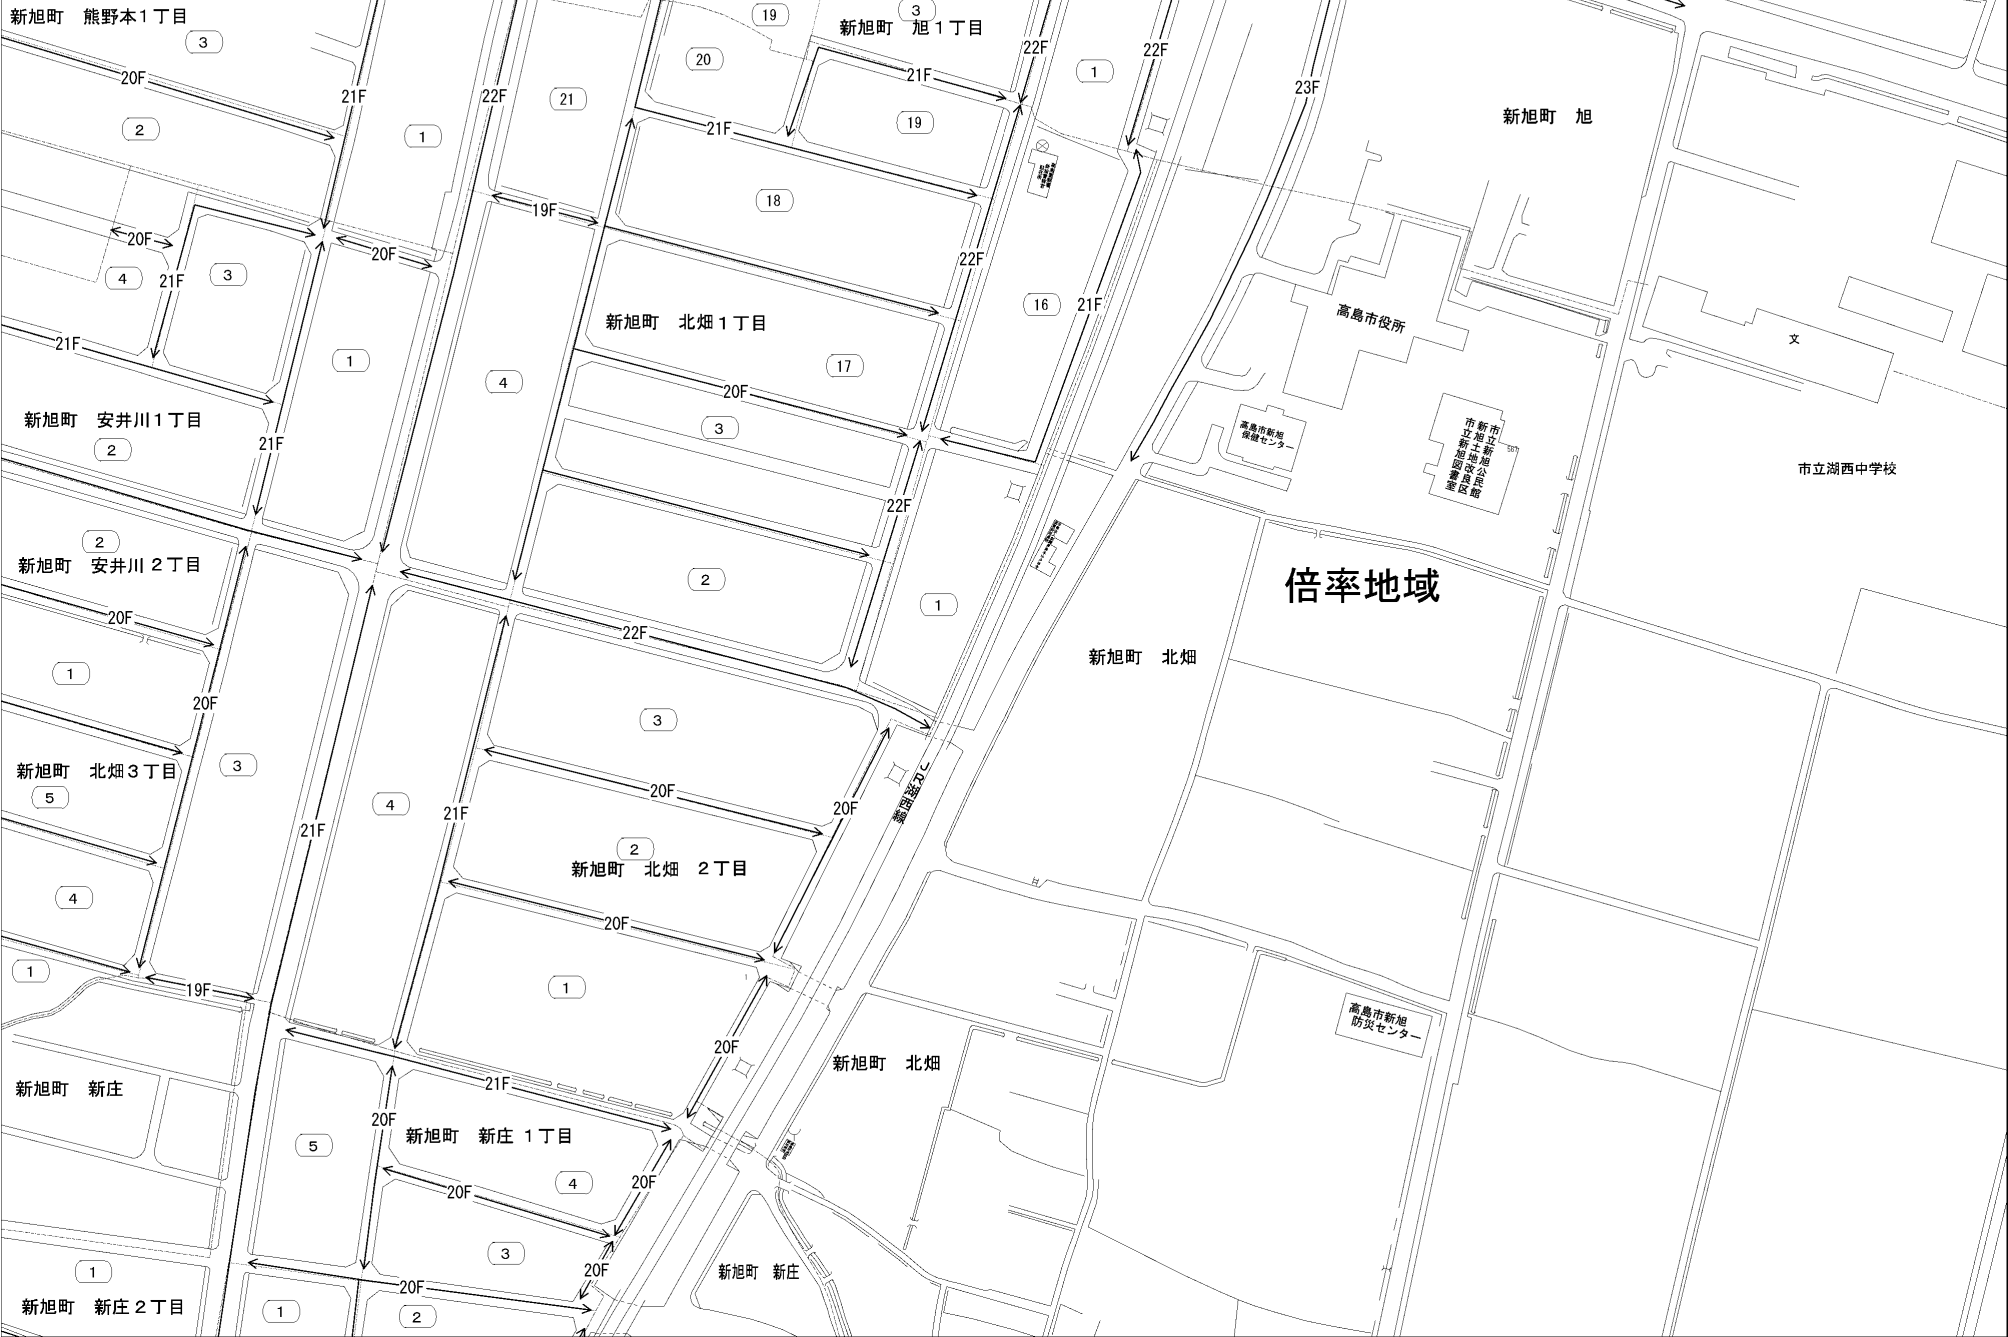 新旭町 熊野本１丁目
3
20F
2
21F
1
22F
21
19
20
3
新旭町 旭１丁目
22F
21F
19
21F
1
22F
23F
新旭町 旭
18
19F
20F
20F
4
21F
3
22F
16
21F
新旭町 北畑１丁目
高島市役所
文
21F
1
4
17
20F
新旭町 安井川１丁目
2
21F
3
高島市新旭
保健センター
市立新旭公民館
新旭土地改良区
市立新旭図書室
587
市立湖西中学校
22F
2
新旭町 安井川２丁目
20F
2
1
倍率地域
22F
新旭町 北畑
1
20F
3
3
新旭町 北畑３丁目
5
20F
4
21F
21F
20F
ＪＲ湖西線
2
新旭町 北畑 ２丁目
4
20F
1
19F
1
1
高島市新旭
防災センター
20F
新旭町 北畑
21F
新旭町 新庄
20F
新旭町 新庄 １丁目
5
4
20F
20F
3
20F
新旭町 新庄
1
20F
新旭町 新庄２丁目
1
2